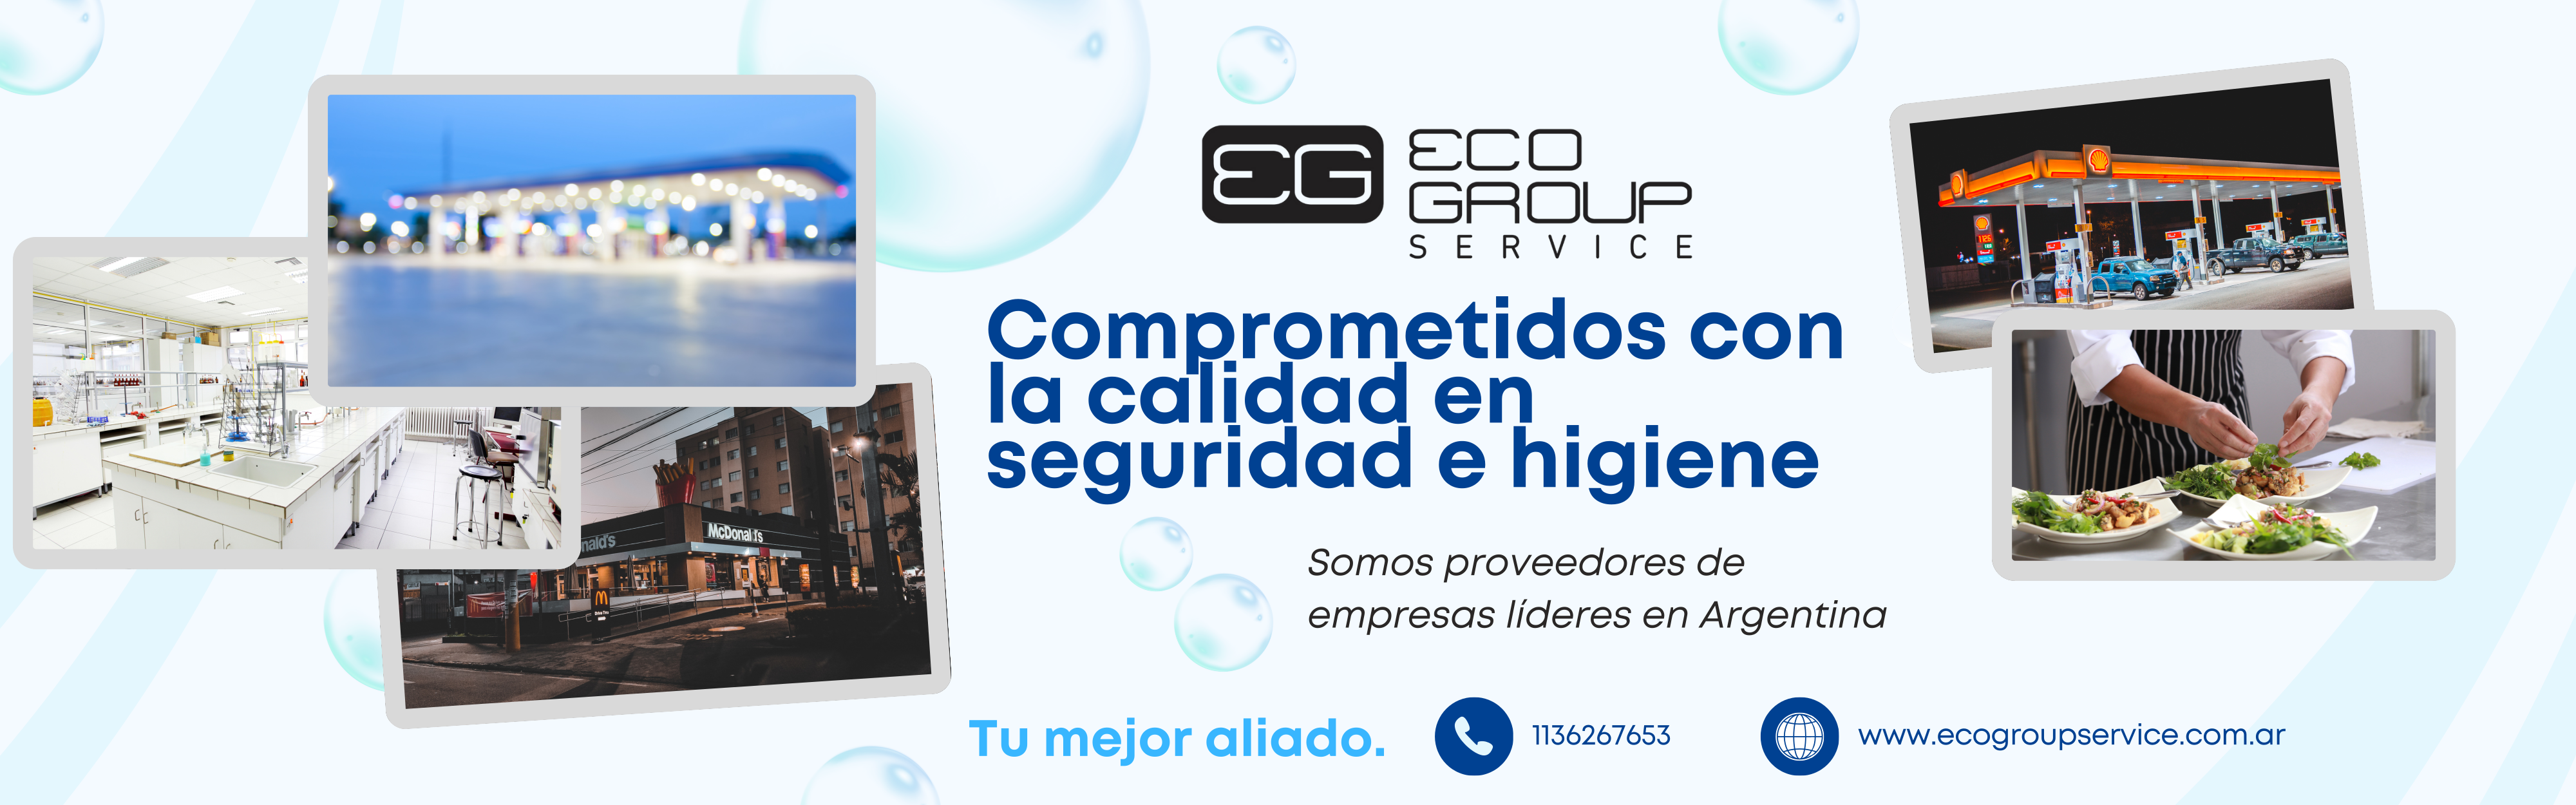 EG
ECO
GROUP
SERVICE
Comprometidos con
la calidad en
seguridad e higiene
Somos proveedores de
empresas líderes en Argentina
Tu mejor aliado.
1136267653
www.ecogroupservice.com.ar
McDonald's
nald's